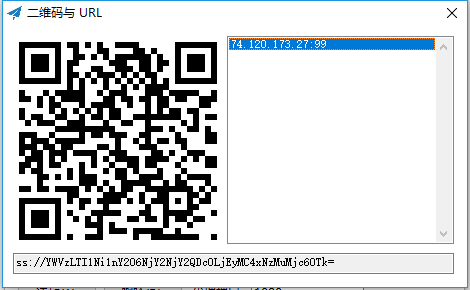 二维码与 URL
74.120.173.27:99
ss://YWVzLTI1Ni1nY206NjY2NjY2QDc0LjEyMC4xNzMuMjc6OTk=